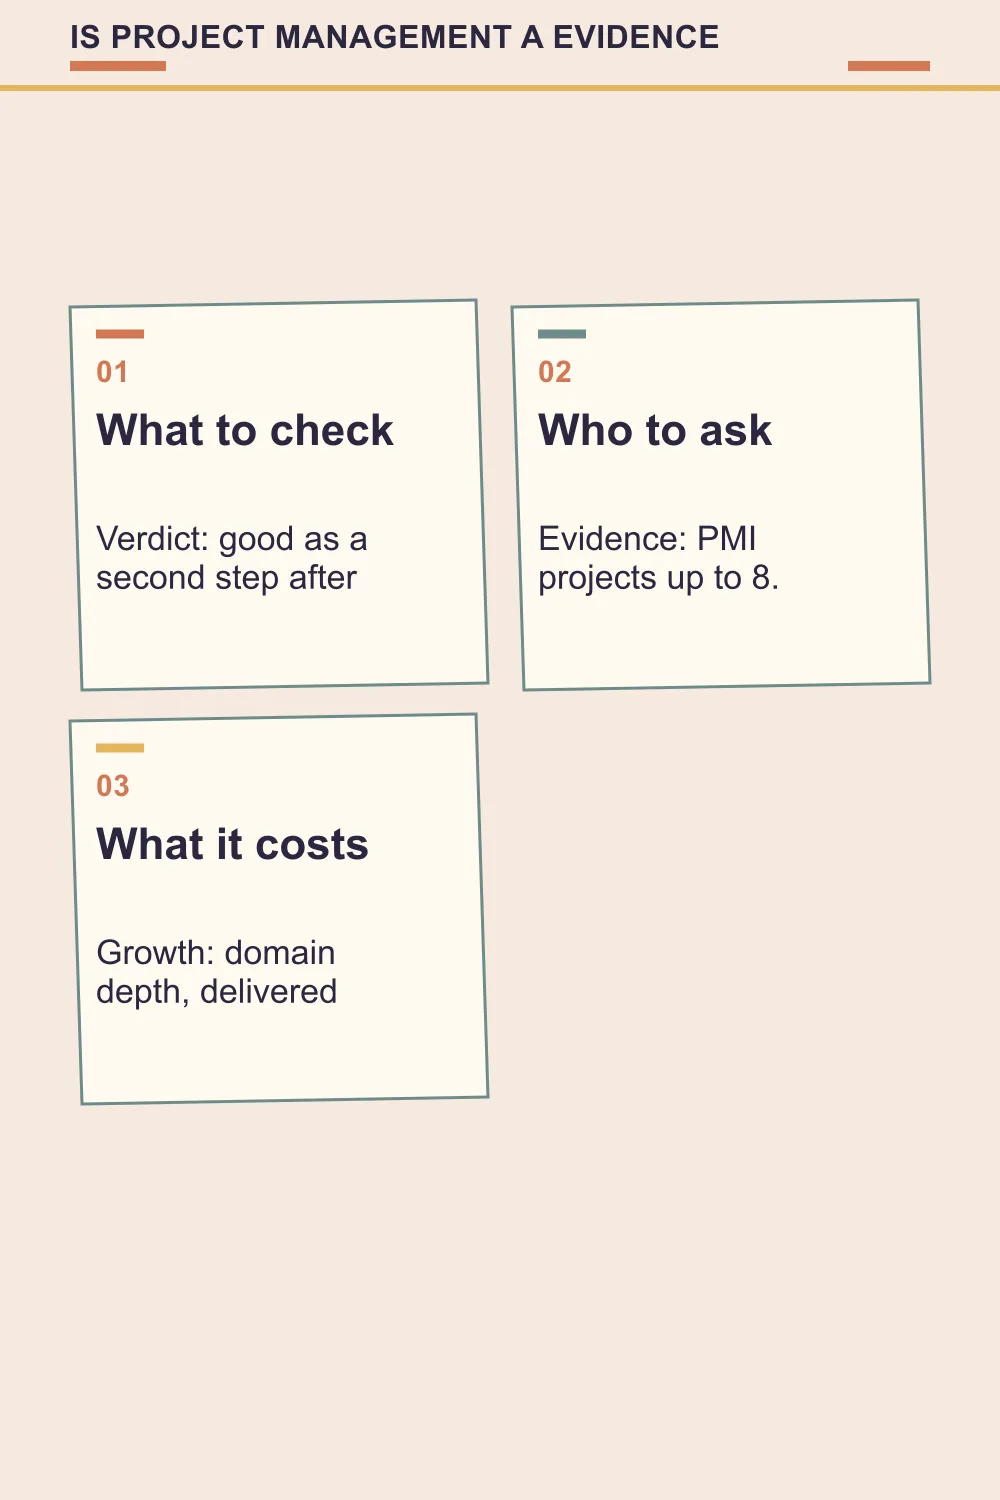 IS PROJECT MANAGEMENT A EVIDENCE
01
What to check
Verdict: good as a
second step after
02
Who to ask
Evidence: PMI
projects up to 8.
03
What it costs
Growth: domain
depth, delivered